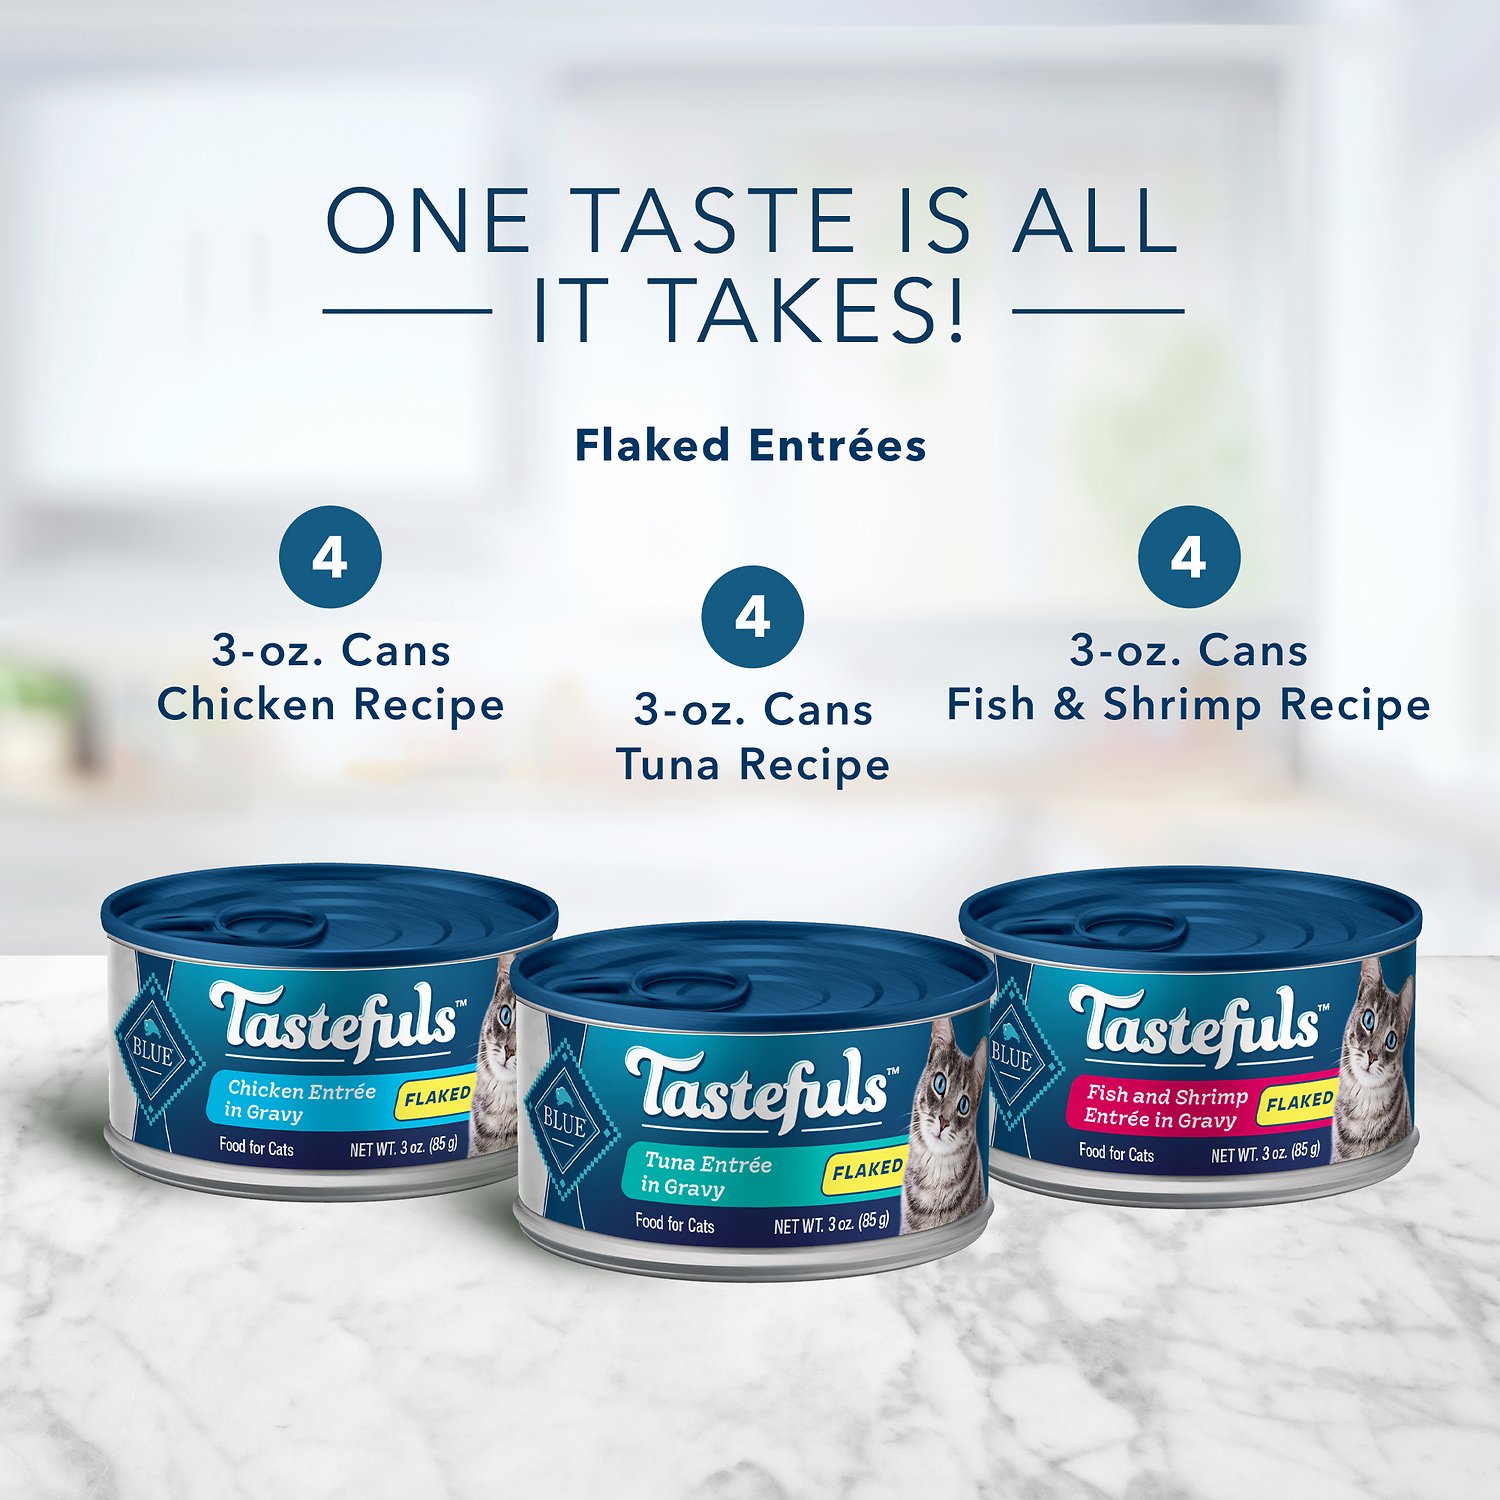 ONE TASTE IS ALL
IT TAKES!
Flaked Entrées
4
3-oz. Cans
Chicken Recipe
4
3-oz. Cans
Tuna Recipe
4
3-oz. Cans
Fish & Shrimp Recipe
BLUE
Tastefuls™
Chicken Entrée
in Gravy
FLAKED
Food for Cats
NET WT. 3 oz. (85 g)
BLUE
Tastefuls™
Tuna Entrée
in Gravy
FLAKED
Food for Cats
NET WT. 3 oz. (85 g)
BLUE
Tastefuls™
Fish and Shrimp
Entrée in Gravy
FLAKED
Food for Cats
NET WT. 3 oz. (85 g)